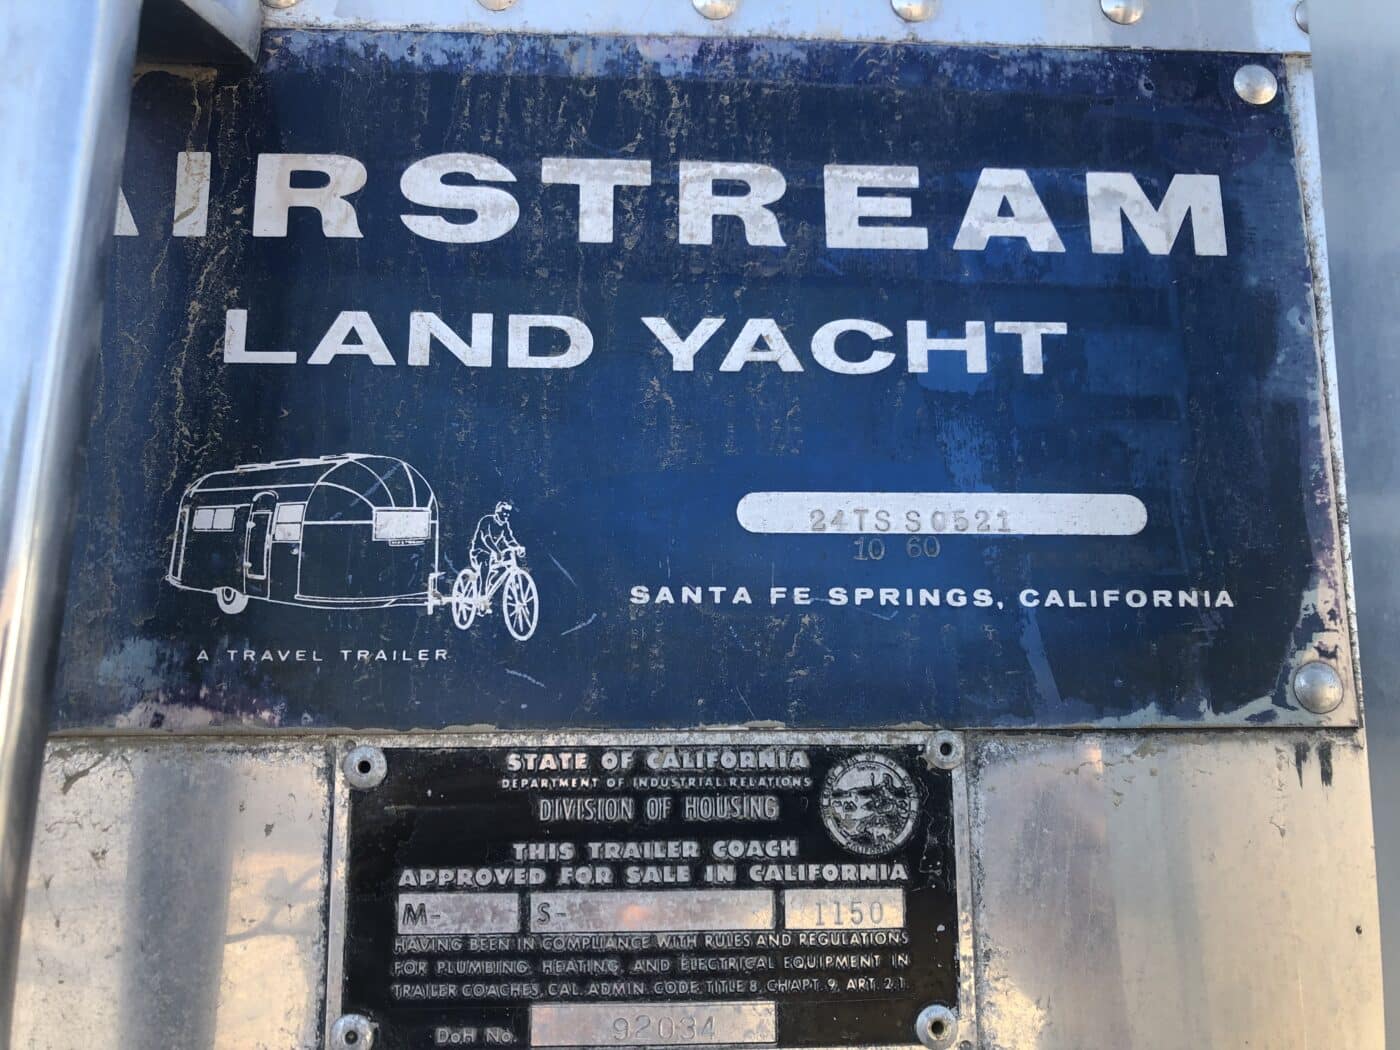 AIRSTREAM
LAND YACHT
24TS S 0521
10 60
SANTA FE SPRINGS, CALIFORNIA
A TRAVEL TRAILER
STATE OF CALIFORNIA
DEPARTMENT OF INDUSTRIAL RELATIONS
DIVISION OF HOUSING
THIS TRAILER COACH
APPROVED FOR SALE IN CALIFORNIA
M- S- 1150
HAVING BEEN IN COMPLIANCE WITH RULES AND REGULATIONS
FOR PLUMBING, HEATING, AND ELECTRICAL EQUIPMENT IN
TRAILER COACHES, CAL. ADMIN. CODE, TITLE 8, CHAPT. 9, ART. 2.1.
DOH NO. 92034